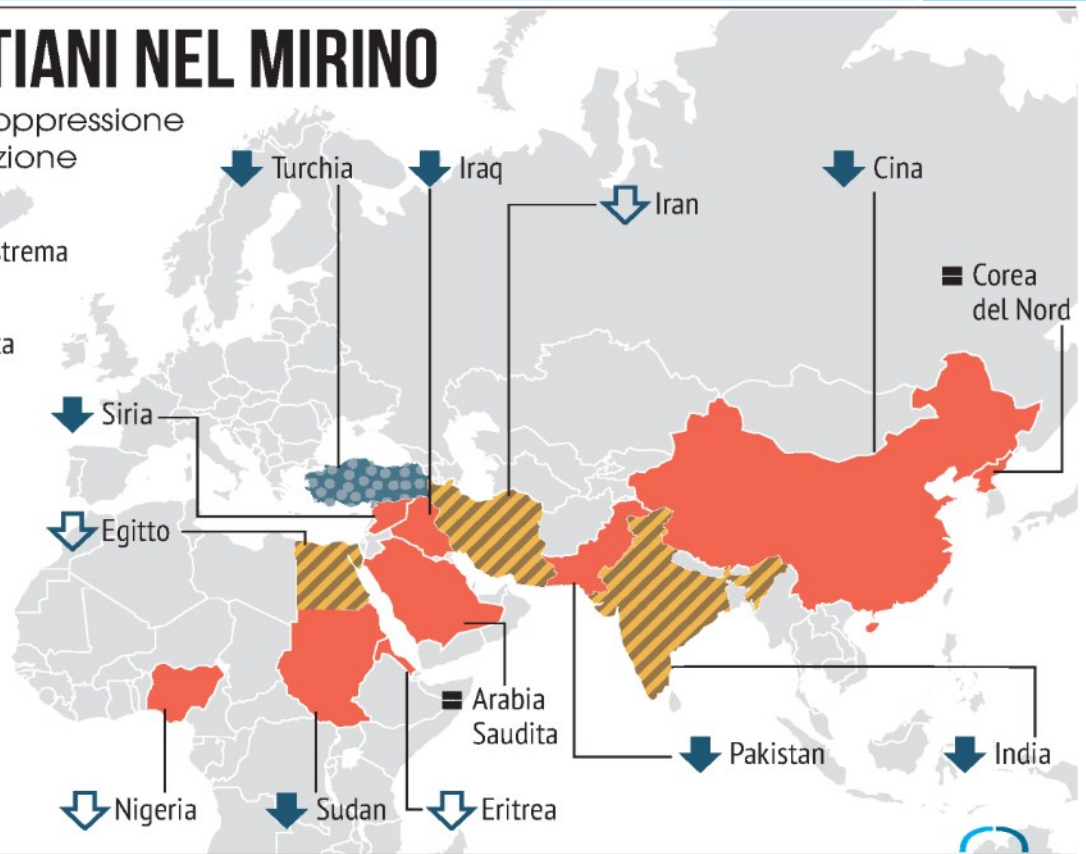 TIANI NEL MIRINO
oppressione
zione
Turchia
Iraq
Cina
Iran
strema
Corea
del Nord
Siria
Egitto
Arabia
Saudita
Pakistan
India
Nigeria
Sudan
Eritrea